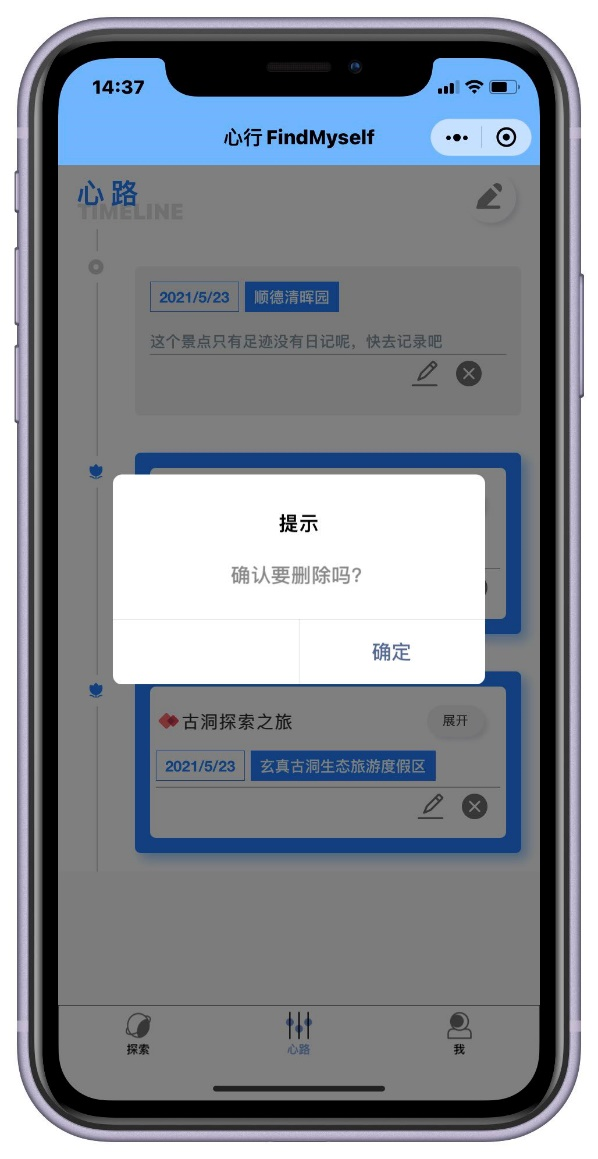 14:37
心行 FindMyself
心路
TIMELINE
2021/5/23 顺德清晖园
这个景点只有足迹没有日记呢，快去记录吧
提示
确认要删除吗?
确定
古洞探索之旅 展开
2021/5/23 玄真古洞生态旅游度假区
探索 心路 我